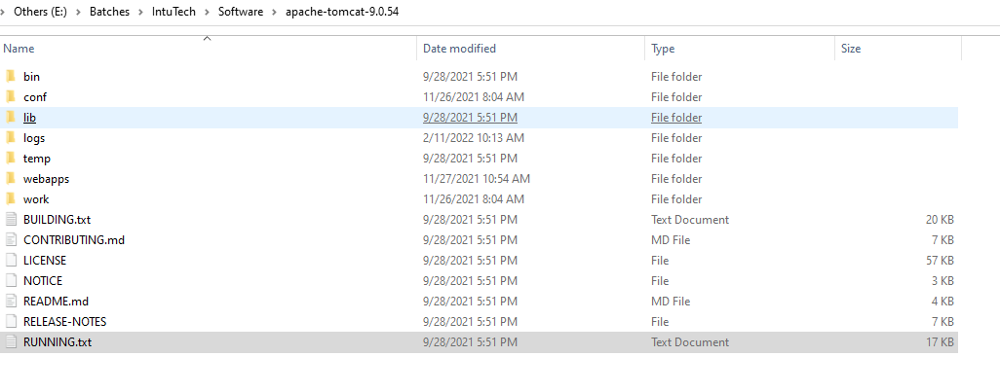 Others (E:) > Batches > IntuTech > Software > apache-tomcat-9.0.54
Name Date modified Type Size
bin 9/28/2021 5:51 PM File folder
conf 11/26/2021 8:04 AM File folder
lib 9/28/2021 5:51 PM File folder
logs 2/11/2022 10:13 AM File folder
temp 9/28/2021 5:51 PM File folder
webapps 11/27/2021 10:54 AM File folder
work 11/26/2021 8:04 AM File folder
BUILDING.txt 9/28/2021 5:51 PM Text Document 20 KB
CONTRIBUTING.md 9/28/2021 5:51 PM MD File 7 KB
LICENSE 9/28/2021 5:51 PM File 57 KB
NOTICE 9/28/2021 5:51 PM File 3 KB
README.md 9/28/2021 5:51 PM MD File 4 KB
RELEASE-NOTES 9/28/2021 5:51 PM File 7 KB
RUNNING.txt 9/28/2021 5:51 PM Text Document 17 KB